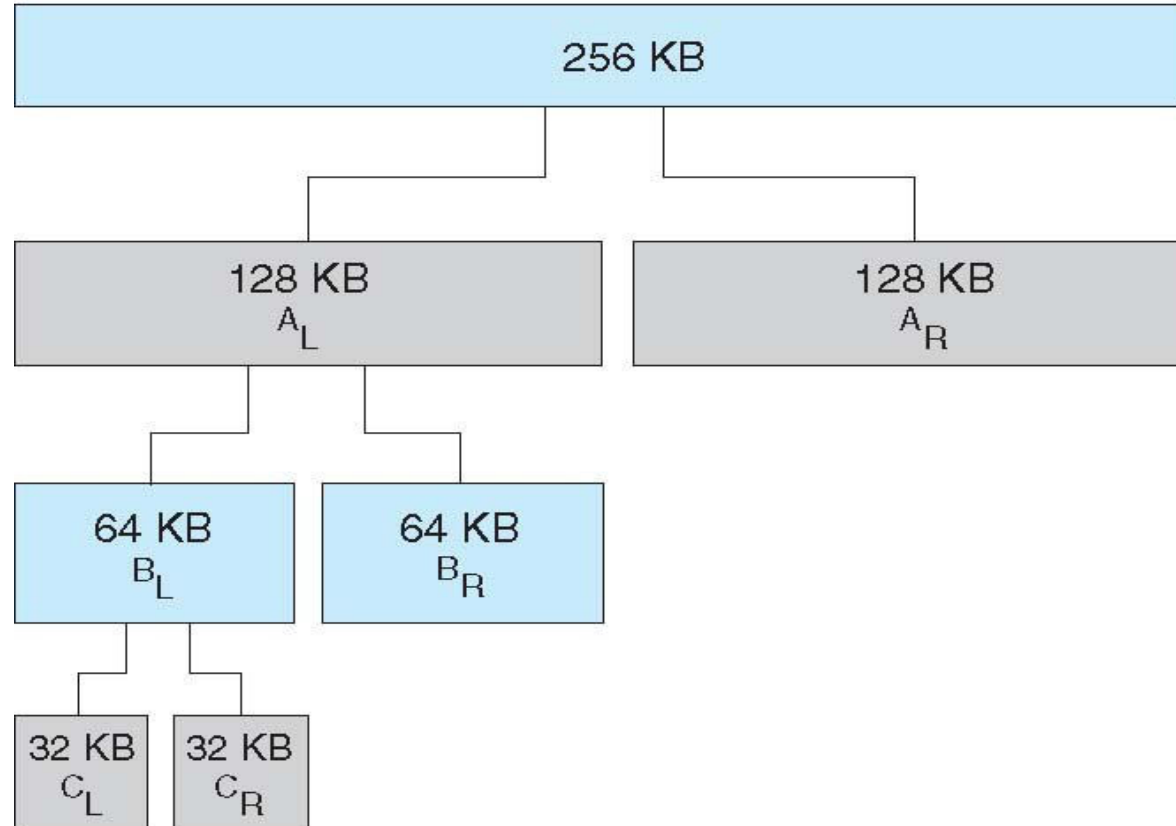 256 KB
128 KB
A_L
128 KB
A_R
64 KB
B_L
64 KB
B_R
32 KB
C_L
32 KB
C_R